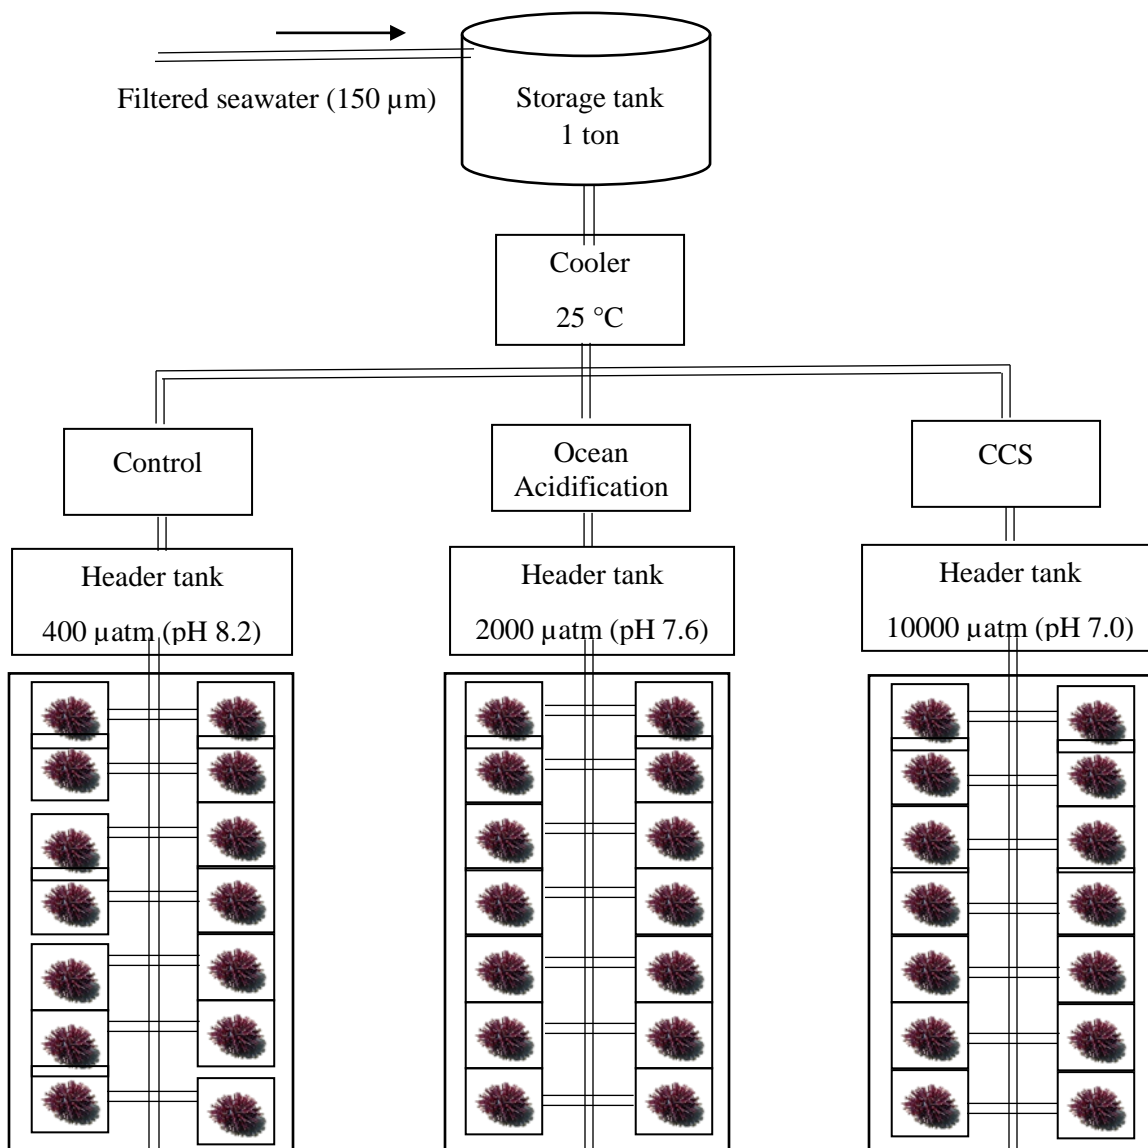 Filtered seawater (150 µm)
Storage tank
1 ton
Cooler
25 °C
Control
Ocean
Acidification
CCS
Header tank
400 µatm (pH 8.2)
Header tank
2000 µatm (pH 7.6)
Header tank
10000 µatm (pH 7.0)